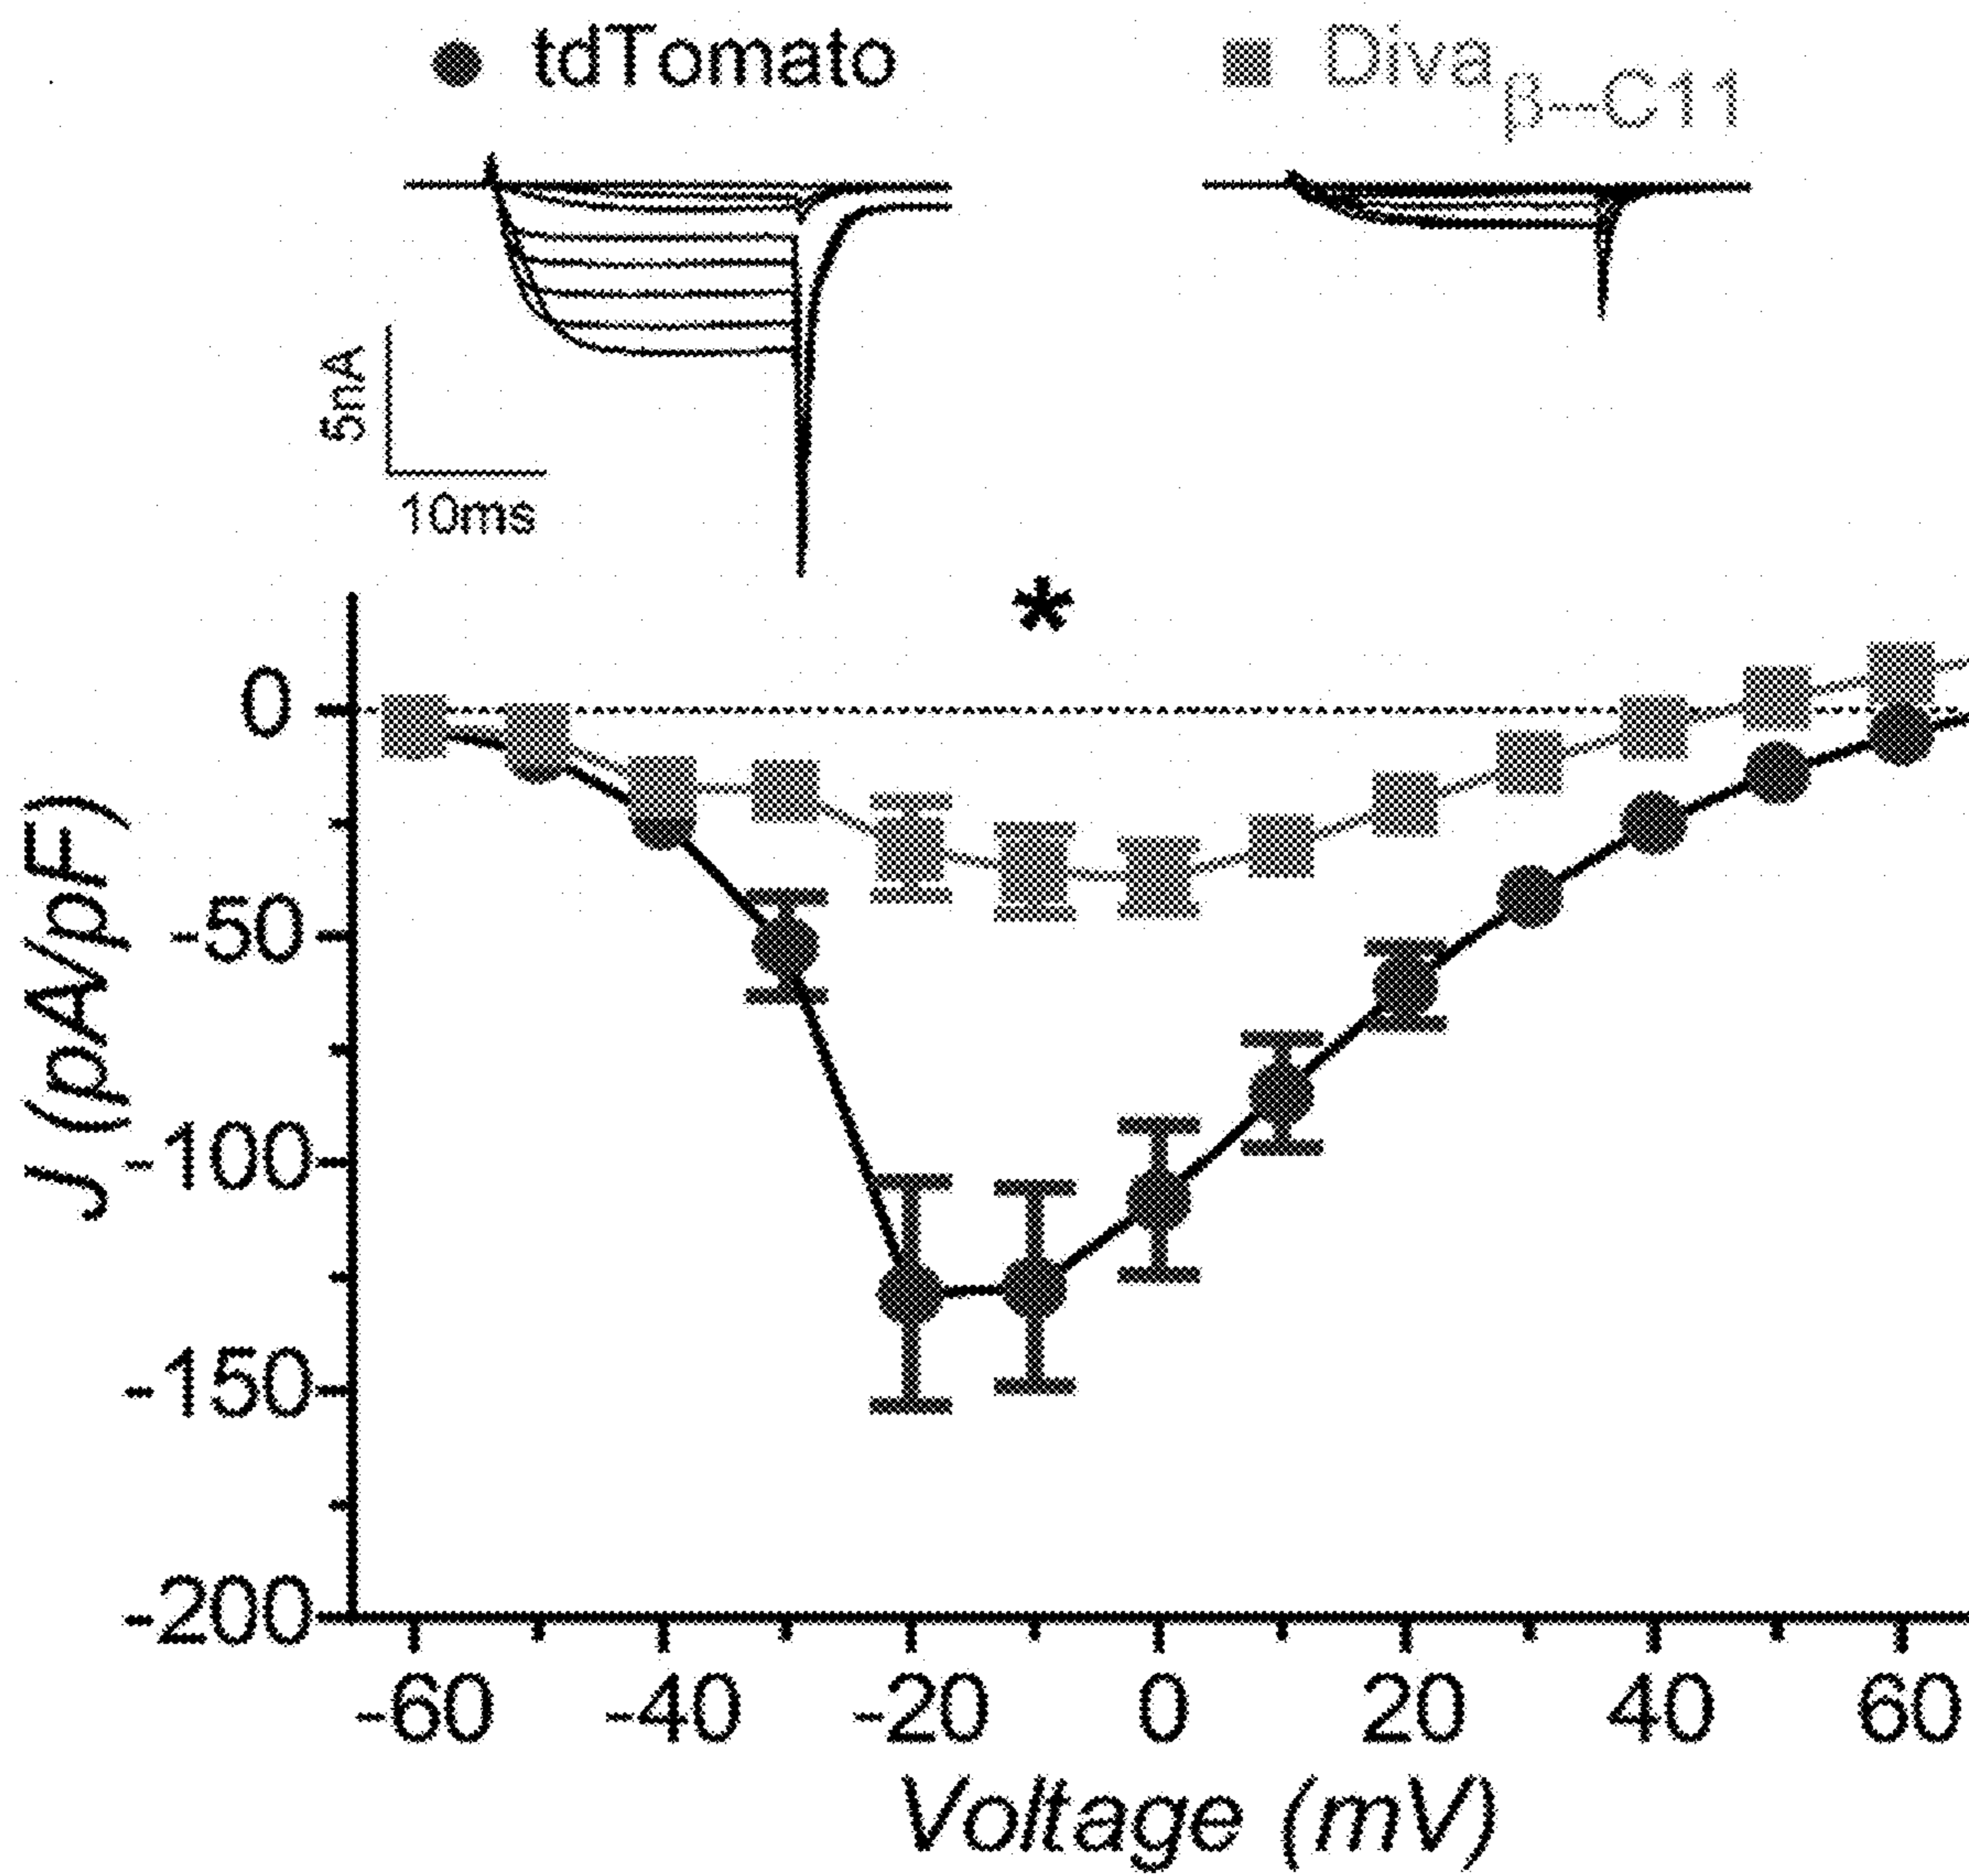 tdTomato
Diva β–C11
5nA
10ms
*
0
-50
-100
-150
-200
J (pA/pF)
-60 -40 -20 0 20 40 60
Voltage (mV)